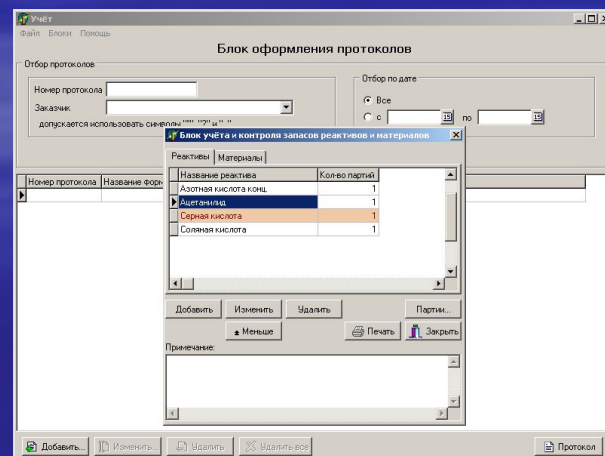 Учёт
Файл Блоки Помощь
Блок оформления протоколов
Отбор протоколов
Номер протокола
Заказчик
допускается использовать символы
Отбор по дате
Все
с 15 по 15
Номер протокола Название форм
Блок учёта и контроля запасов реактивов и материалов
Реактивы Материалы
Название реактива Кол-во партий
Азотная кислота конц. 1
Ацетанилид 1
Серная кислота 1
Соляная кислота 1
Добавить Изменить Удалить Партии...
Меньше Печать Закрыть
Примечание:
Добавить... Изменить... Удалить Удалить все Протокол